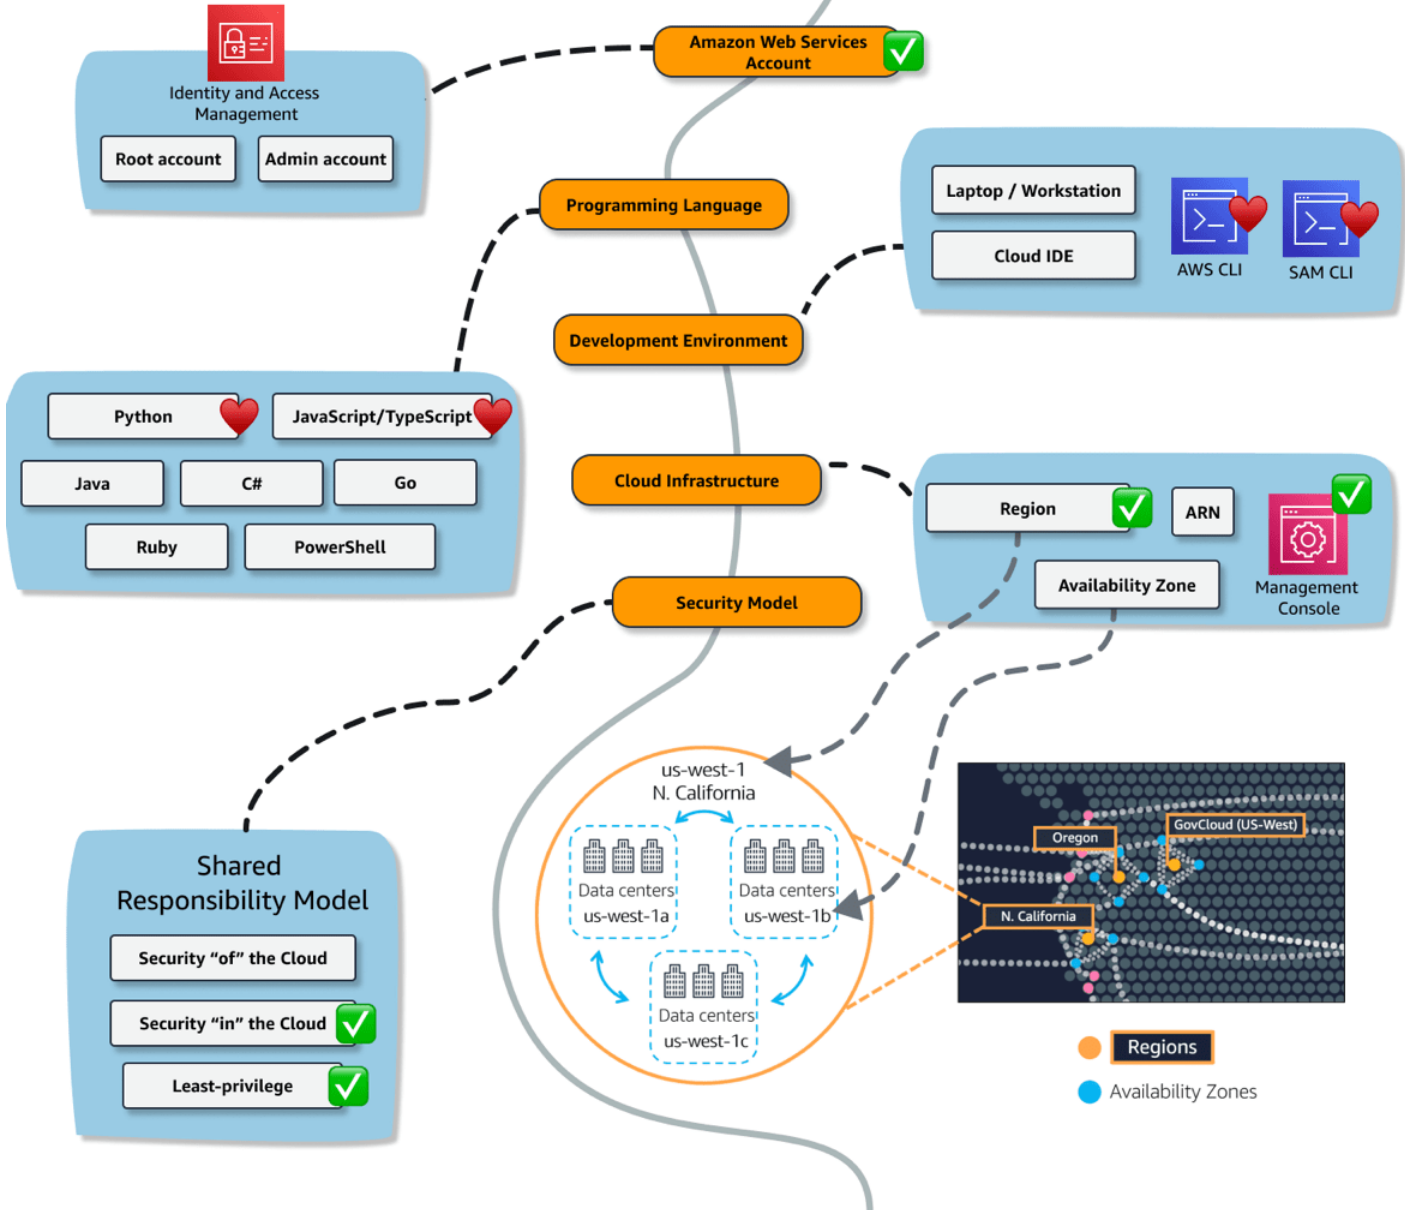 Amazon Web Services
Account
Identity and Access
Management
Root account
Admin account
Programming Language
Laptop / Workstation
Cloud IDE
AWS CLI
SAM CLI
Development Environment
Python
JavaScript/TypeScript
Java
C#
Go
Ruby
PowerShell
Cloud Infrastructure
Region
ARN
Availability Zone
Management
Console
Security Model
Shared
Responsibility Model
Security “of” the Cloud
Security “in” the Cloud
Least-privilege
us-west-1
N. California
Data centers
us-west-1a
Data centers
us-west-1b
Data centers
us-west-1c
Oregon
GovCloud (US-West)
N. California
Regions
Availability Zones